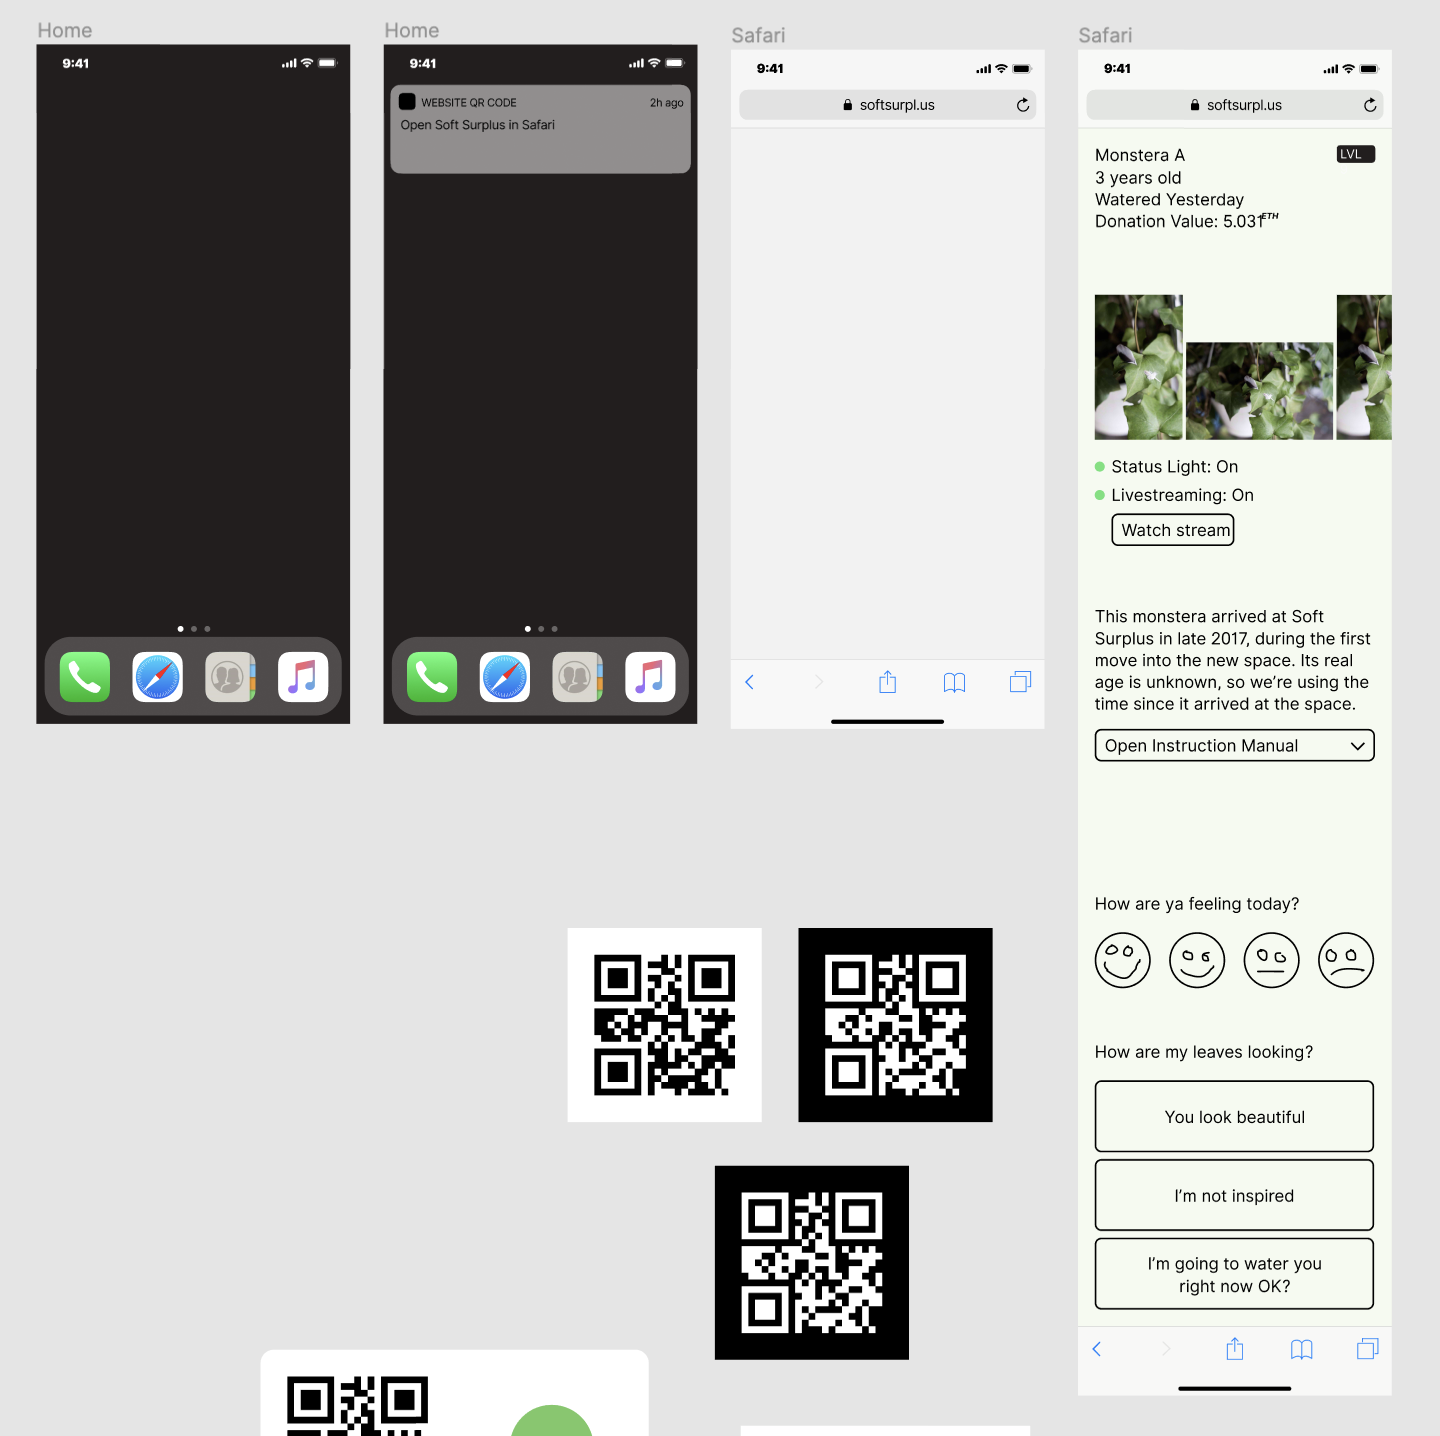 Home
9:41
Home
9:41
WEBSITE QR CODE
2h ago
Open Soft Surplus in Safari
Safari
9:41
softsurpl.us
Safari
9:41
softsurpl.us
Monstera A
LVL
3 years old
Watered Yesterday
Donation Value: 5.031ETH
Status Light: On
Livestreaming: On
Watch stream
This monstera arrived at Soft
Surplus in late 2017, during the first
move into the new space. Its real
age is unknown, so we’re using the
time since it arrived at the space.
Open Instruction Manual
How are ya feeling today?
How are my leaves looking?
You look beautiful
I’m not inspired
I’m going to water you
right now OK?